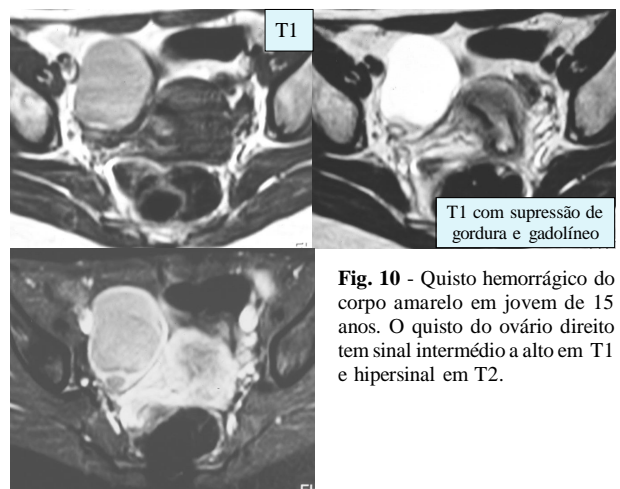 T1
T1 com supressão de
gordura e gadolíneo
Fig. 10 - Quisto hemorrágico do
corpo amarelo em jovem de 15
anos. O quisto do ovário direito
tem sinal intermédio a alto em T1
e hipersinal em T2.